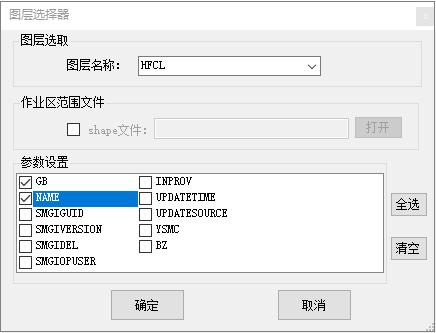 图层选择器
图层选取
图层名称： HFCL
作业区范围文件
shape文件： 打开
参数设置
GB INPROV
NAME UPDATETIME
SMGIGUID UPDATESOURCE
SMGIVERSION YSMC
SMGIDEL BZ
SMGIOPUSER
全选
清空
确定 取消